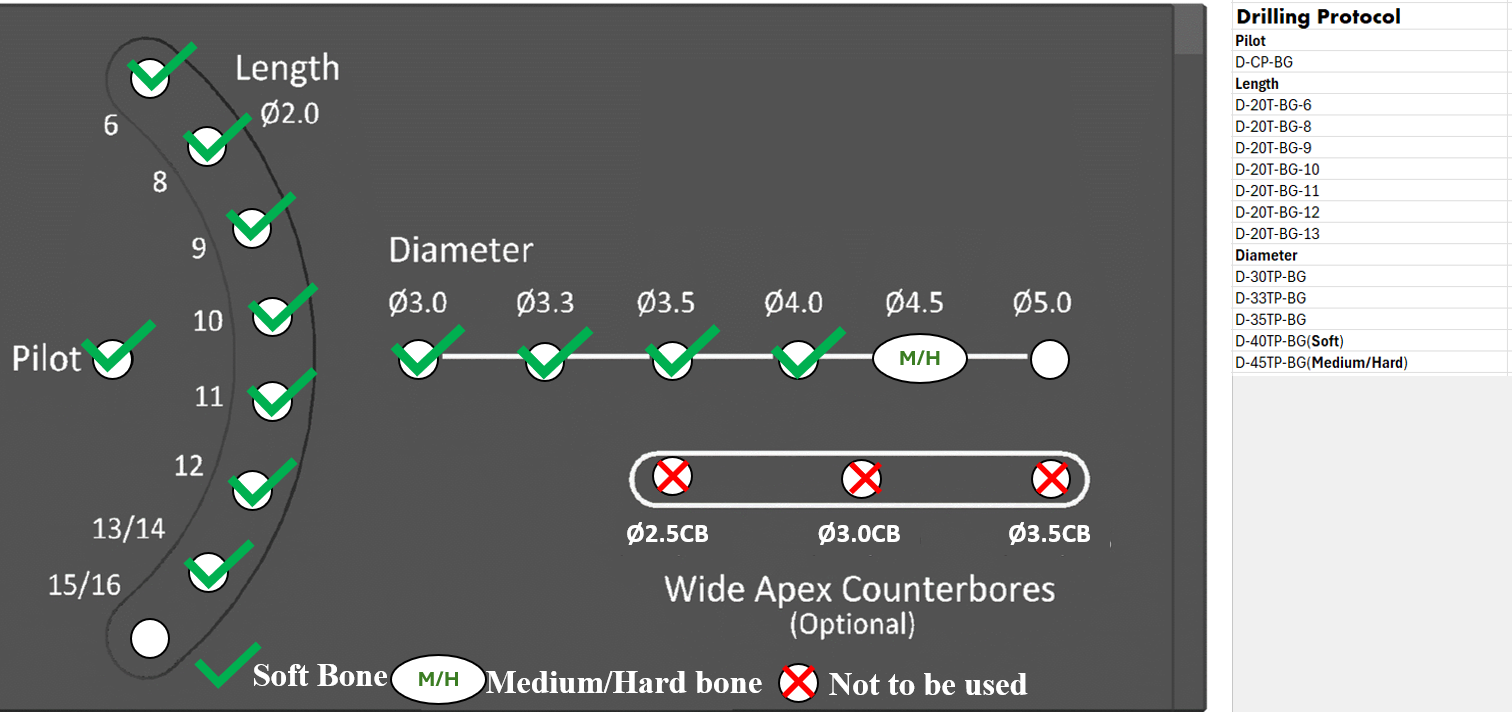 Length
Ø2.0
6
8
9
10
Pilot
11
12
13/14
15/16
Diameter
Ø3.0 Ø3.3 Ø3.5 Ø4.0 Ø4.5 Ø5.0
M/H
Ø2.5CB Ø3.0CB Ø3.5CB
Wide Apex Counterbores
(Optional)
Soft Bone M/H Medium/Hard bone Not to be used
Drilling Protocol
Pilot
D-CP-BG
Length
D-20T-BG-6
D-20T-BG-8
D-20T-BG-9
D-20T-BG-10
D-20T-BG-11
D-20T-BG-12
D-20T-BG-13
Diameter
D-30TP-BG
D-33TP-BG
D-35TP-BG
D-40TP-BG(Soft)
D-45TP-BG(Medium/Hard)